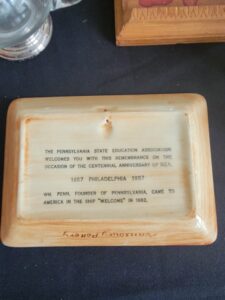 THE PENNSYLVANIA STATE EDUCATION ASSOCIATION
WELCOMES YOU WITH THIS REMEMBRANCE ON THE
OCCASION OF THE CENTENNIAL ANNIVERSARY OF N.E.A.
1857 PHILADELPHIA 1957
WM. PENN, FOUNDER OF PENNSYLVANIA, CAME TO
AMERICA IN THE SHIP "WELCOME" IN 1682.
Pottery